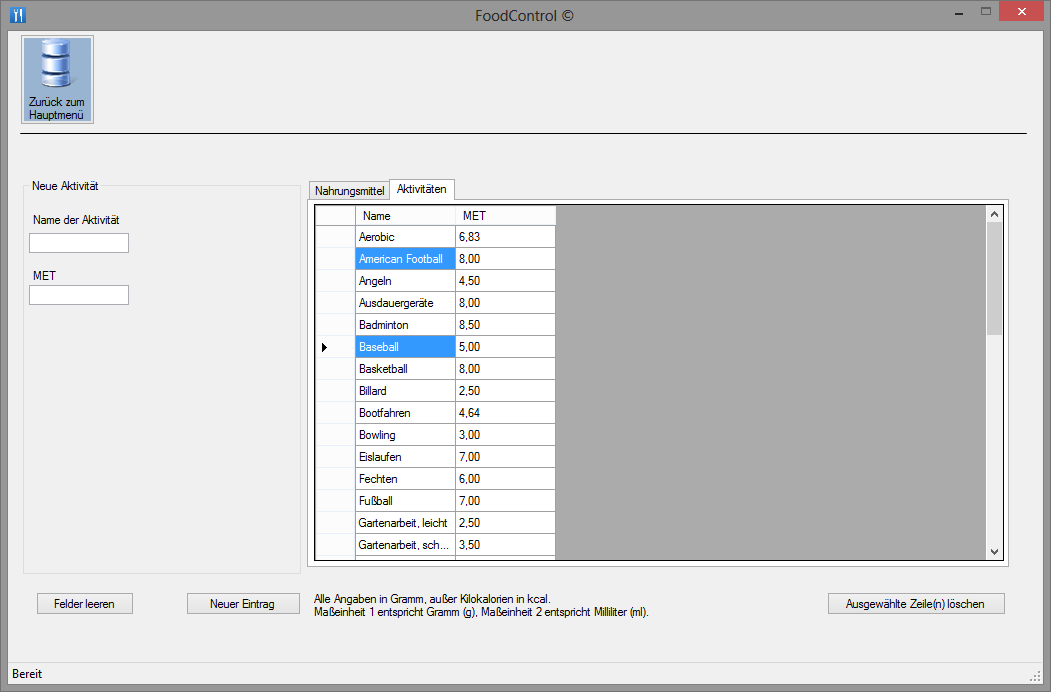 FoodControl ©
Zurück zum
Hauptmenü
Neue Aktivität
Name der Aktivität
MET
Nahrungsmittel Aktivitäten
Name MET
Aerobic 6,83
American Football 8,00
Angeln 4,50
Ausdauergeräte 8,00
Badminton 8,50
Baseball 5,00
Basketball 8,00
Billard 2,50
Bootfahren 4,64
Bowling 3,00
Eislaufen 7,00
Fechten 6,00
Fußball 7,00
Gartenarbeit, leicht 2,50
Gartenarbeit, sch... 3,50
Felder leeren
Neuer Eintrag
Alle Angaben in Gramm, außer Kilokalorien in kcal.
Maßeinheit 1 entspricht Gramm (g), Maßeinheit 2 entspricht Milliliter (ml).
Ausgewählte Zeile(n) löschen
Bereit